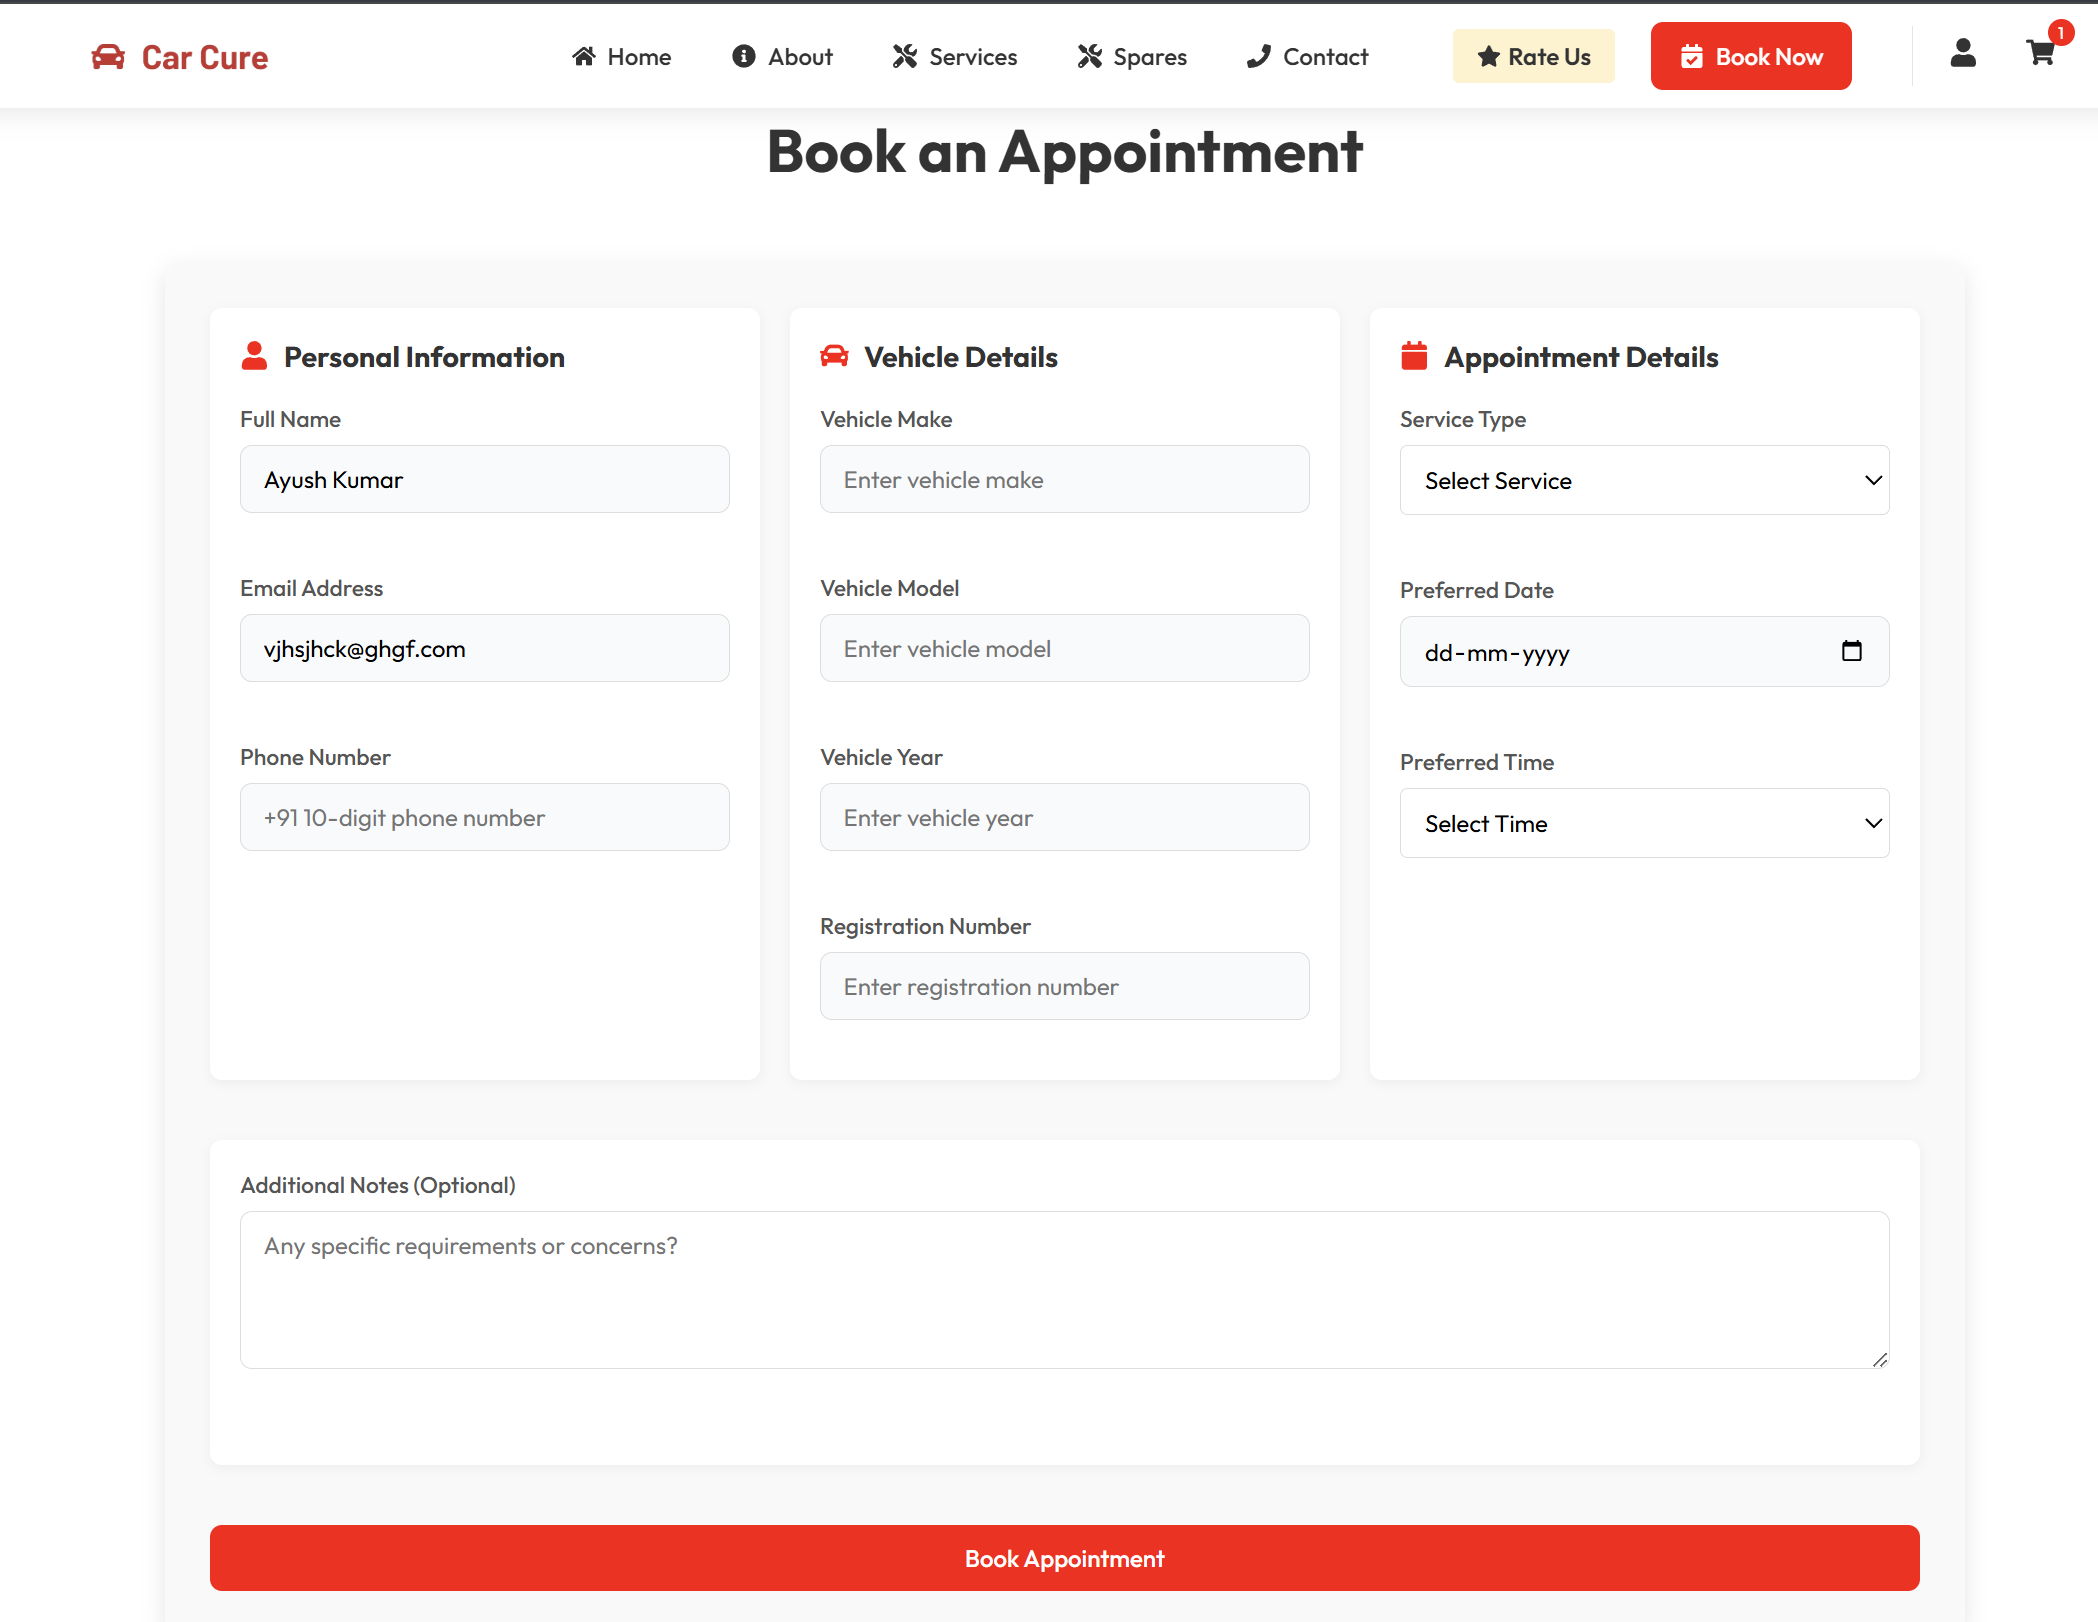 Car Cure
Home
About
Services
Spares
Contact
Rate Us
Book Now
1
Book an Appointment
Personal Information
Full Name
Ayush Kumar
Email Address
vjhsjhck@ghgf.com
Phone Number
+91 10-digit phone number
Vehicle Details
Vehicle Make
Enter vehicle make
Vehicle Model
Enter vehicle model
Vehicle Year
Enter vehicle year
Registration Number
Enter registration number
Appointment Details
Service Type
Select Service
Preferred Date
dd-mm-yyyy
Preferred Time
Select Time
Additional Notes (Optional)
Any specific requirements or concerns?
Book Appointment